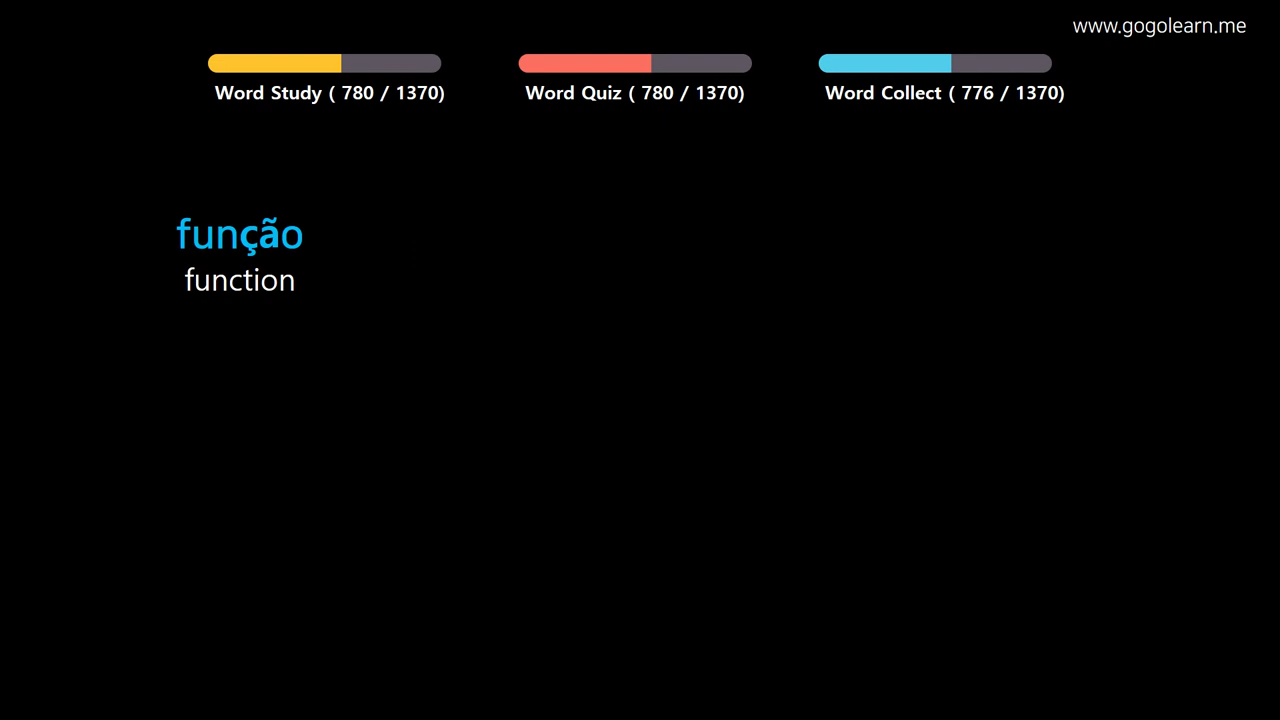 www.gogolearn.me
Word Study ( 780 / 1370)
Word Quiz ( 780 / 1370)
Word Collect ( 776 / 1370)
função
function